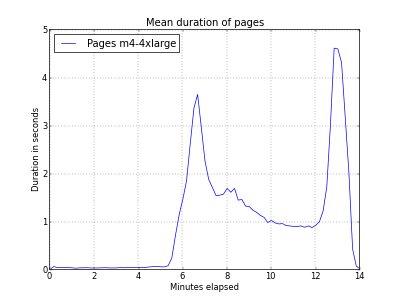 Mean duration of pages
Pages m4-4xlarge
Duration in seconds
5
4
3
2
1
0
0 2 4 6 8 10 12 14
Minutes elapsed